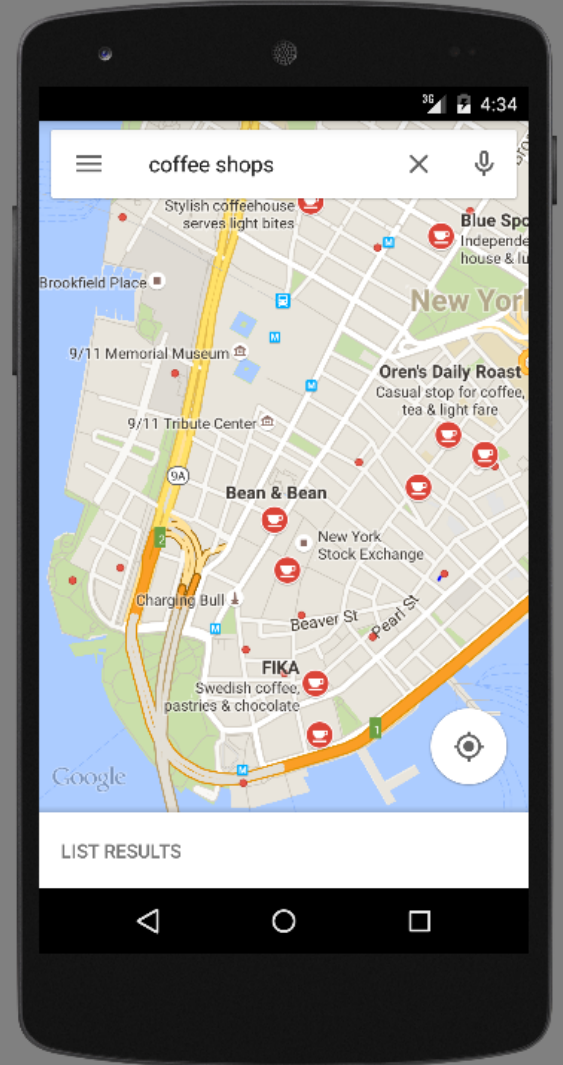 3G 4:34
coffee shops
Stylish coffeehouse
serves light bites
Blue Spo
Independe
house & lu
Brookfield Place
New York
9/11 Memorial Museum
Oren's Daily Roast
Casual stop for coffee,
tea & light fare
9/11 Tribute Center
9A
Bean & Bean
2
New York
Stock Exchange
Charging Bull
Beaver St
Pearl St
M
FIKA
Swedish coffee,
pastries & chocolate
1
M
Google
LIST RESULTS